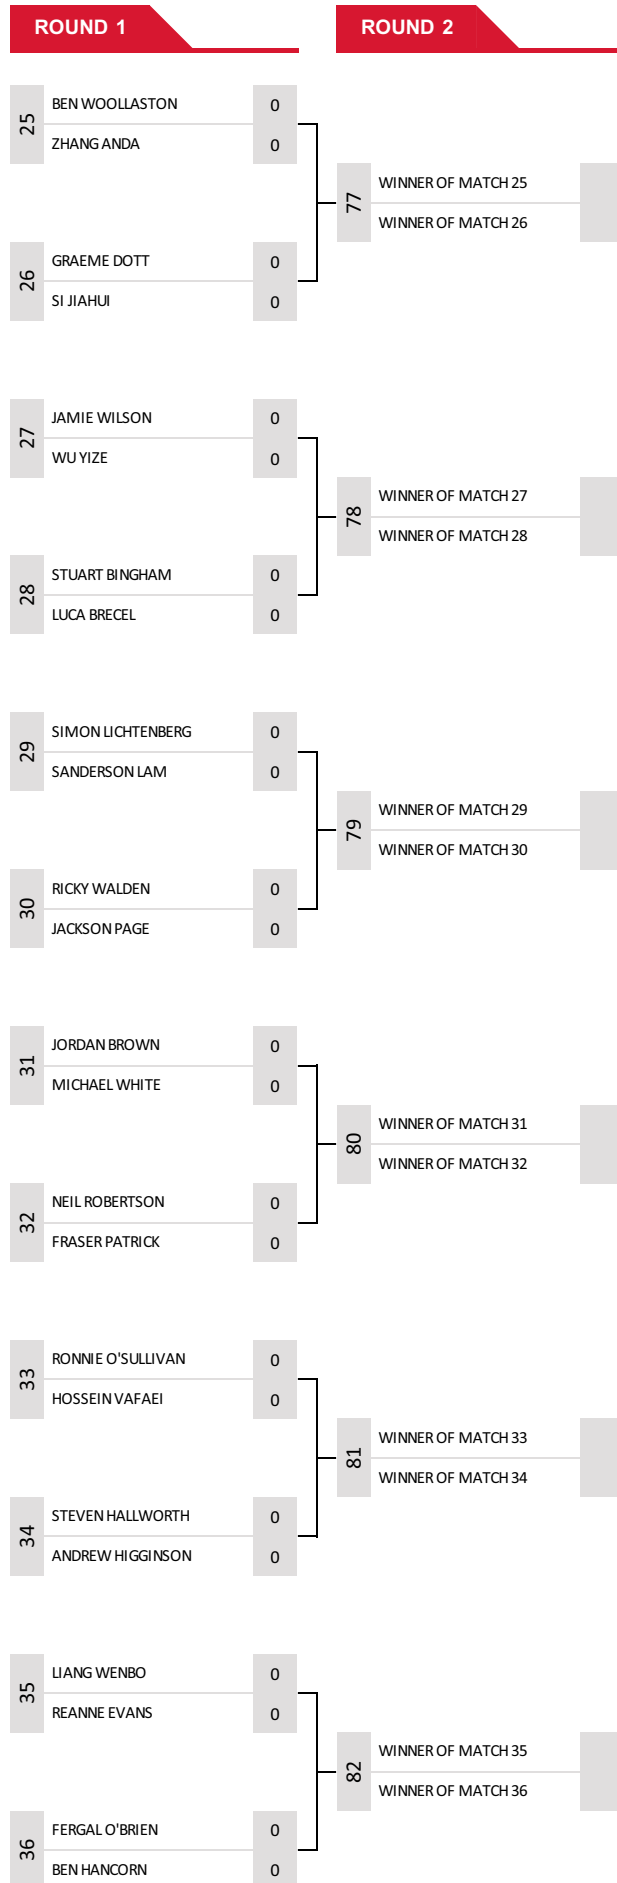 ROUND 1
ROUND 2
25
BEN WOOLLASTON 0
ZHANG ANDA 0
77
WINNER OF MATCH 25
WINNER OF MATCH 26
26
GRAEME DOTT 0
SI JIAHUI 0
27
JAMIE WILSON 0
WU YIZE 0
78
WINNER OF MATCH 27
WINNER OF MATCH 28
28
STUART BINGHAM 0
LUCA BRECEL 0
29
SIMON LICHTENBERG 0
SANDERSON LAM 0
79
WINNER OF MATCH 29
WINNER OF MATCH 30
30
RICKY WALDEN 0
JACKSON PAGE 0
31
JORDAN BROWN 0
MICHAEL WHITE 0
80
WINNER OF MATCH 31
WINNER OF MATCH 32
32
NEIL ROBERTSON 0
FRASER PATRICK 0
33
RONNIE O'SULLIVAN 0
HOSSEIN VAFAEI 0
81
WINNER OF MATCH 33
WINNER OF MATCH 34
34
STEVEN HALLWORTH 0
ANDREW HIGGINSON 0
35
LIANG WENBO 0
REANNE EVANS 0
82
WINNER OF MATCH 35
WINNER OF MATCH 36
36
FERGAL O'BRIEN 0
BEN HANCORN 0